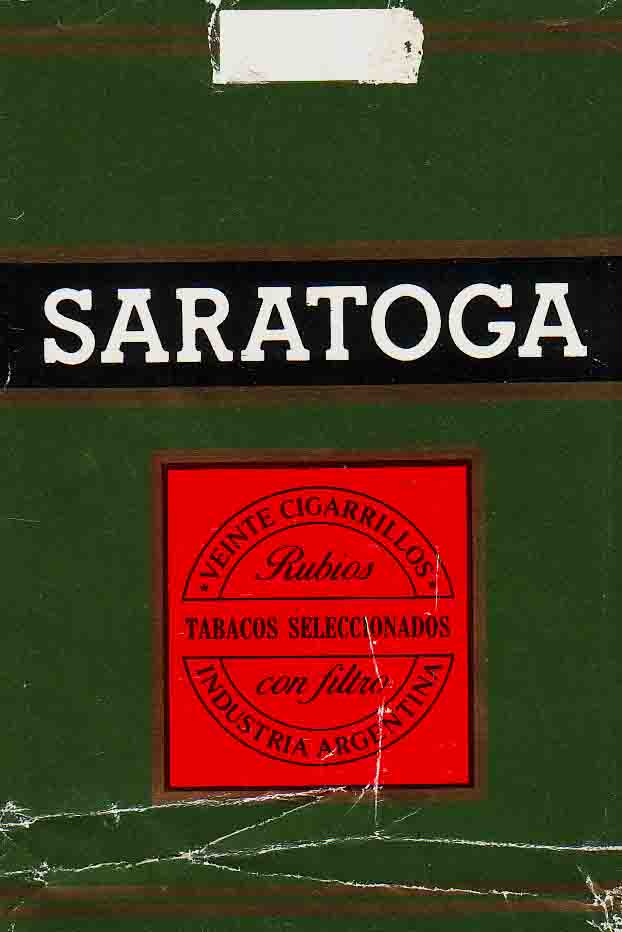 SARATOGA
VEINTE CIGARRILLOS
Rubios
TABACOS SELECCIONADOS
con filtro
INDUSTRIA ARGENTINA